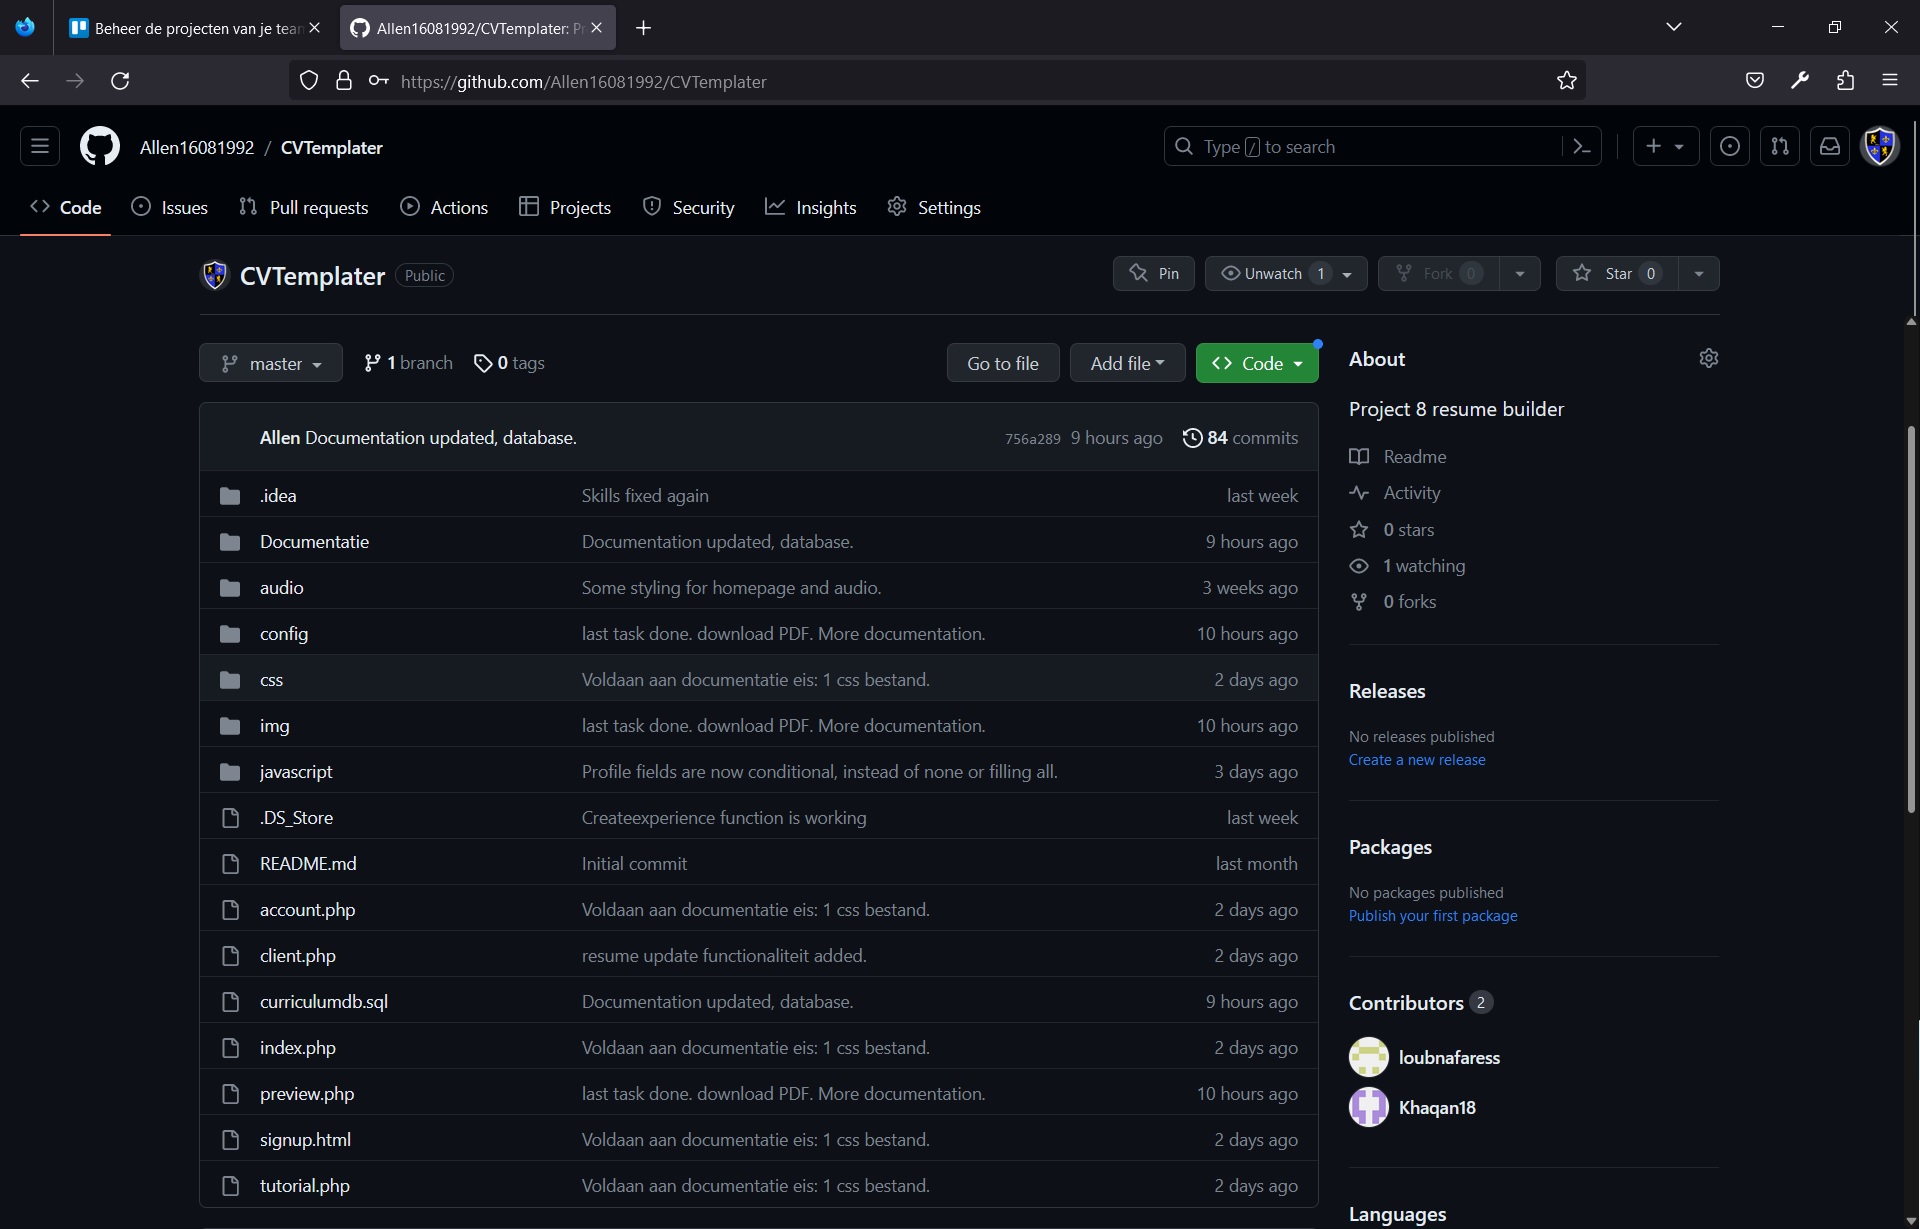 Beheer de projecten van je tean
Allen16081992/CVTemplater: Pr
https://github.com/Allen16081992/CVTemplater
Allen16081992 / CVTemplater
Type / to search
Code
Issues
Pull requests
Actions
Projects
Security
Insights
Settings
CVTemplater Public
Pin
Unwatch 1
Fork 0
Star 0
master
1 branch
0 tags
Go to file
Add file
Code
Allen Documentation updated, database. 756a289 9 hours ago 84 commits
.idea Skills fixed again last week
Documentatie Documentation updated, database. 9 hours ago
audio Some styling for homepage and audio. 3 weeks ago
config last task done. download PDF. More documentation. 10 hours ago
css Voldaan aan documentatie eis: 1 css bestand. 2 days ago
img last task done. download PDF. More documentation. 10 hours ago
javascript Profile fields are now conditional, instead of none or filling all. 3 days ago
.DS_Store Createexperience function is working last week
README.md Initial commit last month
account.php Voldaan aan documentatie eis: 1 css bestand. 2 days ago
client.php resume update functionaliteit added. 2 days ago
curriculumdb.sql Documentation updated, database. 9 hours ago
index.php Voldaan aan documentatie eis: 1 css bestand. 2 days ago
preview.php last task done. download PDF. More documentation. 10 hours ago
signup.html Voldaan aan documentatie eis: 1 css bestand. 2 days ago
tutorial.php Voldaan aan documentatie eis: 1 css bestand. 2 days ago
About
Project 8 resume builder
Readme
Activity
0 stars
1 watching
0 forks
Releases
No releases published
Create a new release
Packages
No packages published
Publish your first package
Contributors 2
loubnafaress
Khaqan18
Languages